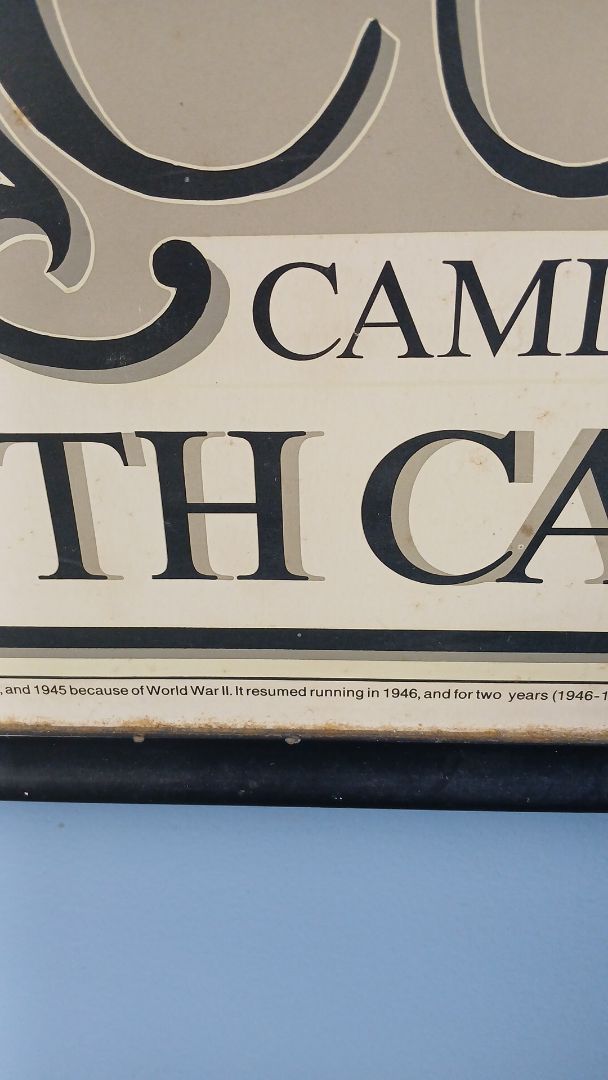 CAM
TH CA
, and 1945 because of World War II. It resumed running in 1946, and for two years (1946-1